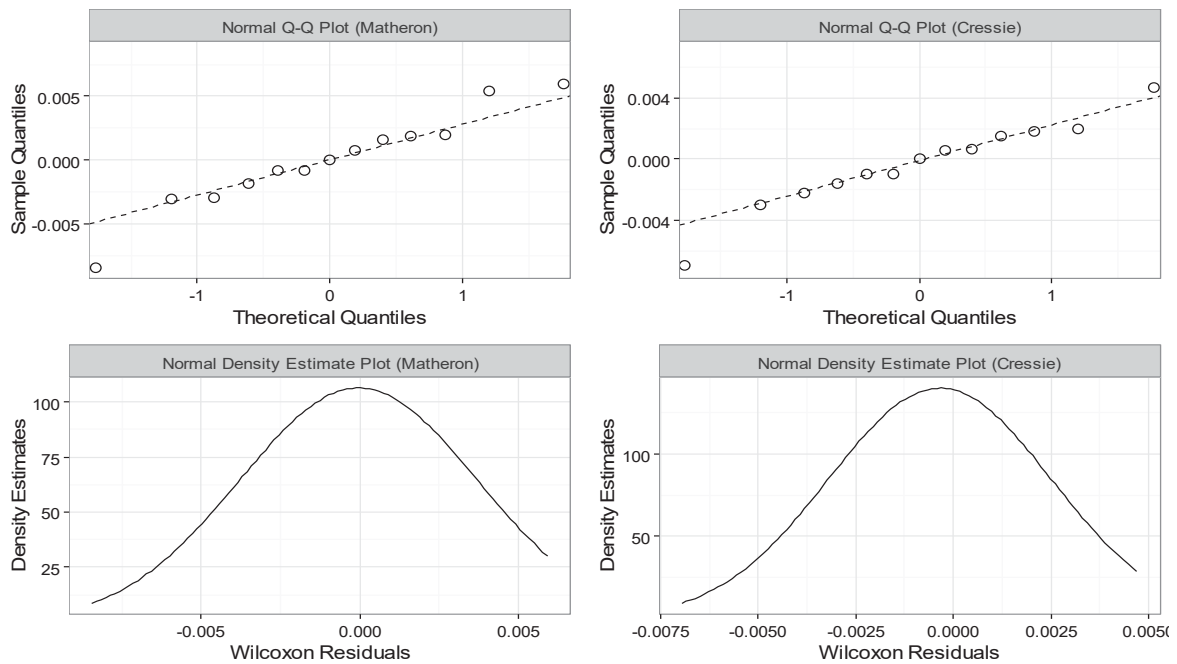 Normal Q-Q Plot (Matheron)
Sample Quantiles
0.005
0.000
-0.005
-1
0
1
Theoretical Quantiles
Normal Q-Q Plot (Cressie)
Sample Quantiles
0.004
0.000
-0.004
-1
0
1
Theoretical Quantiles
Normal Density Estimate Plot (Matheron)
Density Estimates
100
75
50
25
-0.005
0.000
0.005
Wilcoxon Residuals
Normal Density Estimate Plot (Cressie)
Density Estimates
100
50
-0.0075
-0.0050
-0.0025
0.0000
0.0025
0.0050
Wilcoxon Residuals